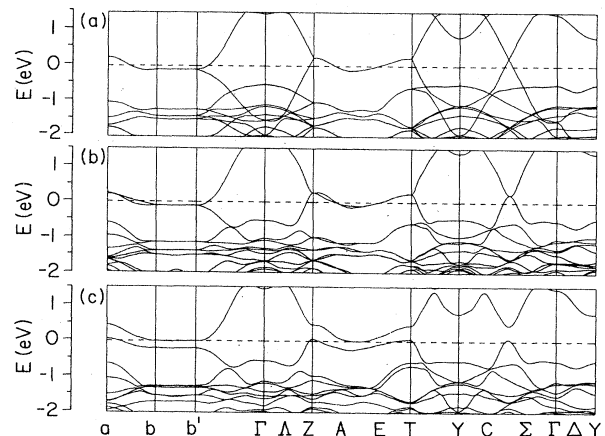 (a)
E (eV)
1
0
-1
-2
(b)
E (eV)
1
0
-1
-2
(c)
E (eV)
1
0
-1
-2
a b b' Γ Λ Z A E T Y C Σ Γ Δ Y